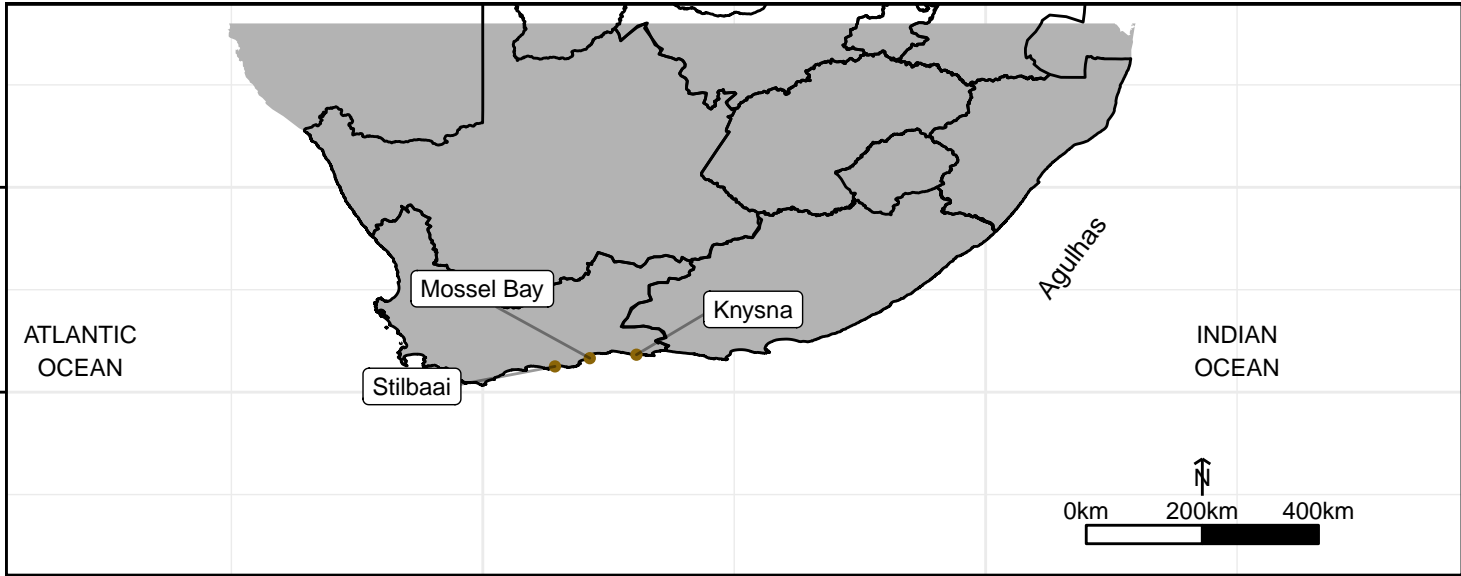 Agulhas
Mossel Bay
Knysna
ATLANTIC
OCEAN
INDIAN
OCEAN
Stilbaai
N
0km 200km 400km